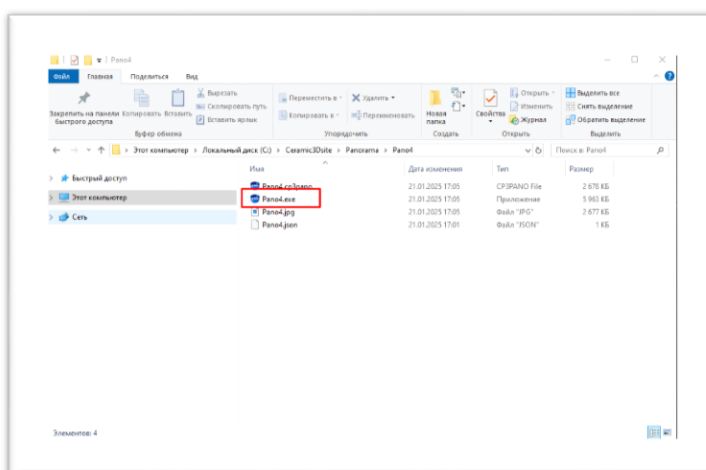 Pano4
Файл Главная Поделиться Вид
Закрепить на панели быстрого доступа
Копировать
Вставить
Вырезать
Скопировать путь
Вставить ярлык
Буфер обмена
Переместить в
Копировать в
Удалить
Переименовать
Упорядочить
Новая папка
Создать
Свойства
Открыть
Изменить
Журнал
Открыть
Выделить все
Снять выделение
Обратить выделение
Выделить
Этот компьютер > Локальный диск (C:) > Ceramic3Dsite > Panorama > Pano4
Поиск в: Pano4
Быстрый доступ
Этот компьютер
Сеть
Имя Дата изменения Тип Размер
Pano4.cp3pano 21.01.2025 17:05 CP3PANO File 2 678 КБ
Pano4.exe 21.01.2025 17:05 Приложение 5 963 КБ
Pano4.jpg 21.01.2025 17:05 Файл "JPG" 2 677 КБ
Pano4.json 21.01.2025 17:01 Файл "JSON" 1 КБ
Элементов: 4